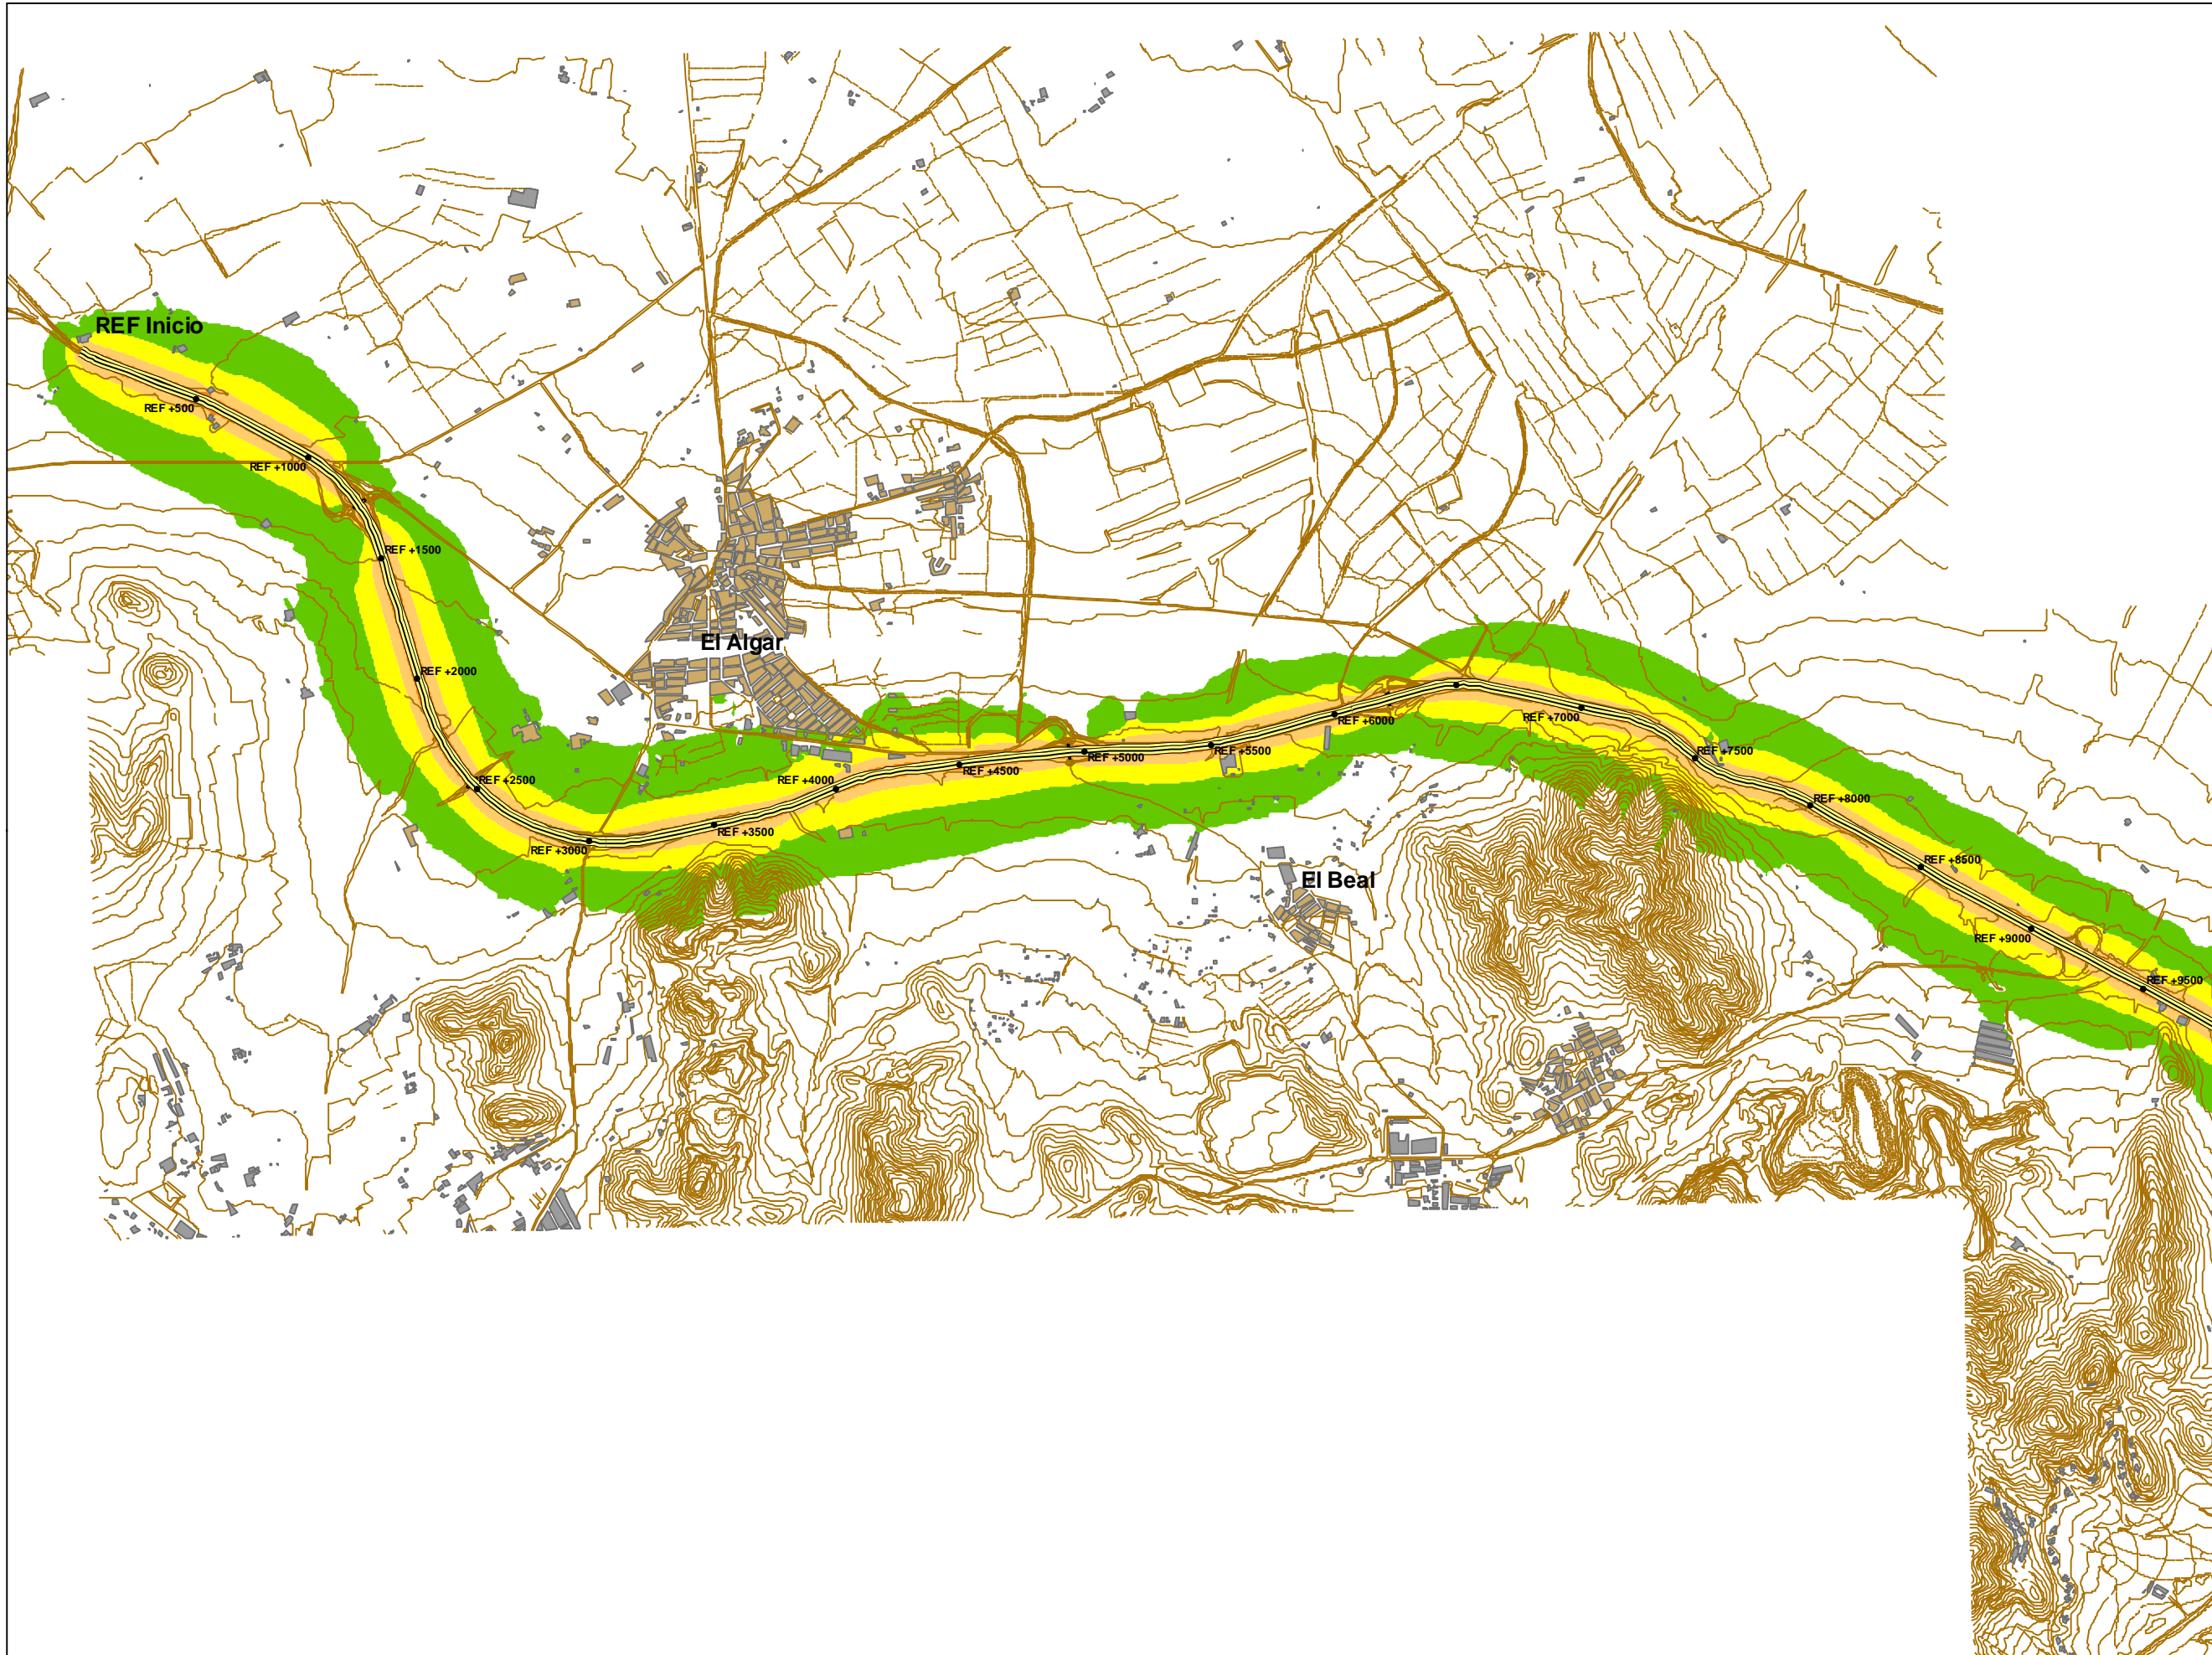 REF Inicio
REF +500
REF +1000
REF +1500
REF +2000
REF +2500
REF +3000
REF +3500
REF +4000
REF +4500
REF +5000
REF +5500
REF +6000
REF +7000
REF +7500
REF +8000
REF +8500
REF +9000
REF +9500
El Algar
El Beal